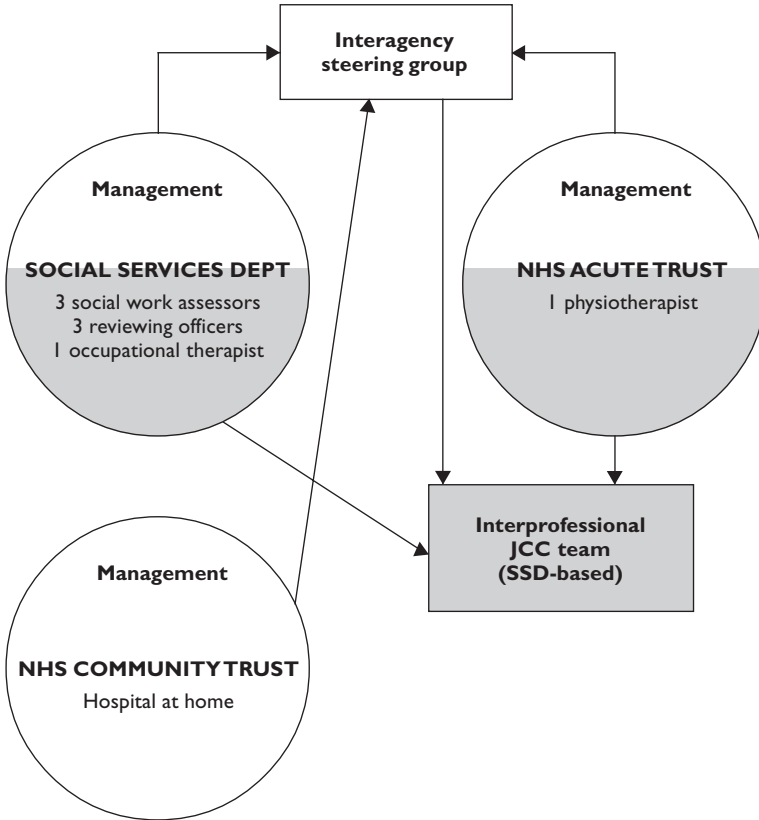 Interagency
steering group
Management
SOCIAL SERVICES DEPT
3 social work assessors
3 reviewing officers
1 occupational therapist
Management
NHS ACUTE TRUST
1 physiotherapist
Interprofessional
JCC team
(SSD-based)
Management
NHS COMMUNITY TRUST
Hospital at home